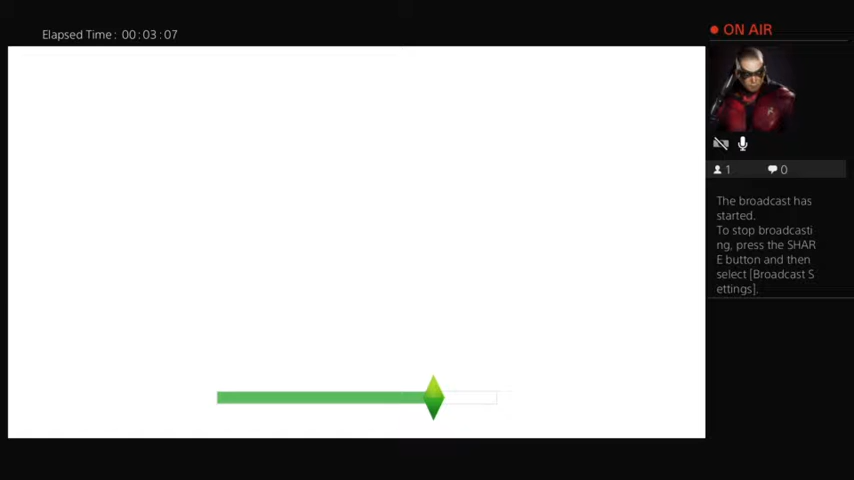 Elapsed Time: 00:03:07
ON AIR
1
0
The broadcast has
started.
To stop broadcasti
ng, press the SHAR
E button and then
select [Broadcast S
ettings].